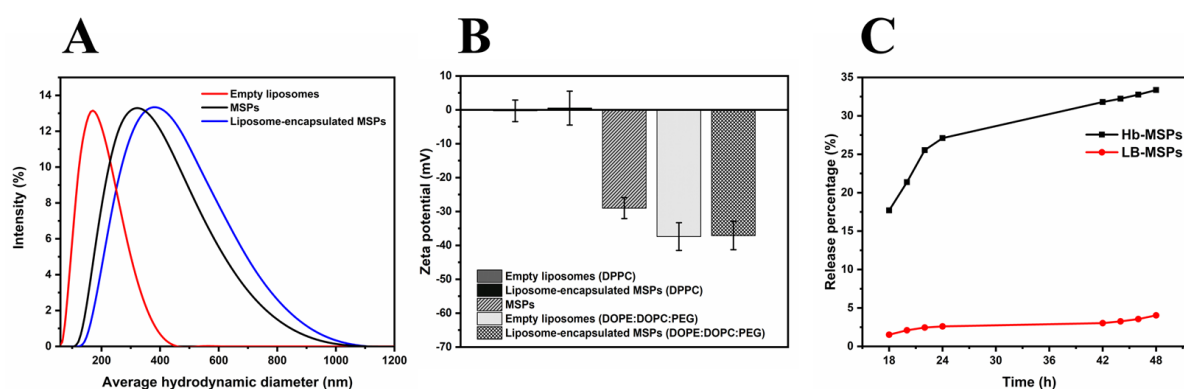 A
B
C
Intensity (%)
14
12
10
8
6
4
2
0
200
400
600
800
1000
1200
Average hydrodynamic diameter (nm)
Empty liposomes
MSPs
Liposome-encapsulated MSPs
Zeta potential (mV)
10
0
-10
-20
-30
-40
-50
-60
-70
Empty liposomes (DPPC)
Liposome-encapsulated MSPs (DPPC)
MSPs
Empty liposomes (DOPE:DOPC:PEG)
Liposome-encapsulated MSPs (DOPE:DOPC:PEG)
Release percentage (%)
35
30
25
20
15
10
5
0
18
24
30
36
42
48
Time (h)
Hb-MSPs
LB-MSPs